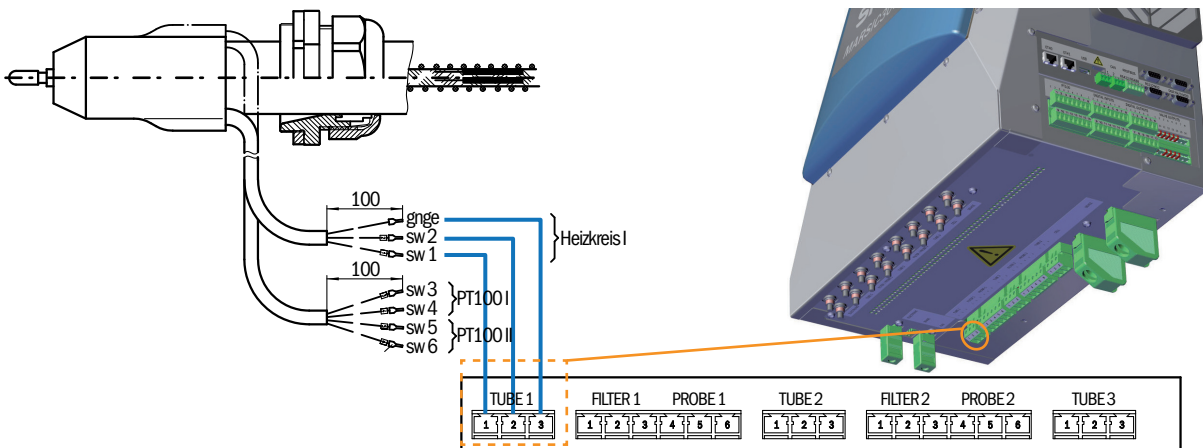 100
gnge
sw 2
sw 1
Heizkreis I
100
sw 3
sw 4
PT100 I
sw 5
sw 6
PT100 II
TUBE 1
FILTER 1
PROBE 1
TUBE 2
FILTER 2
PROBE 2
TUBE 3
1 2 3
1 2 3 4 5 6
1 2 3
1 2 3 4 5 6
1 2 3